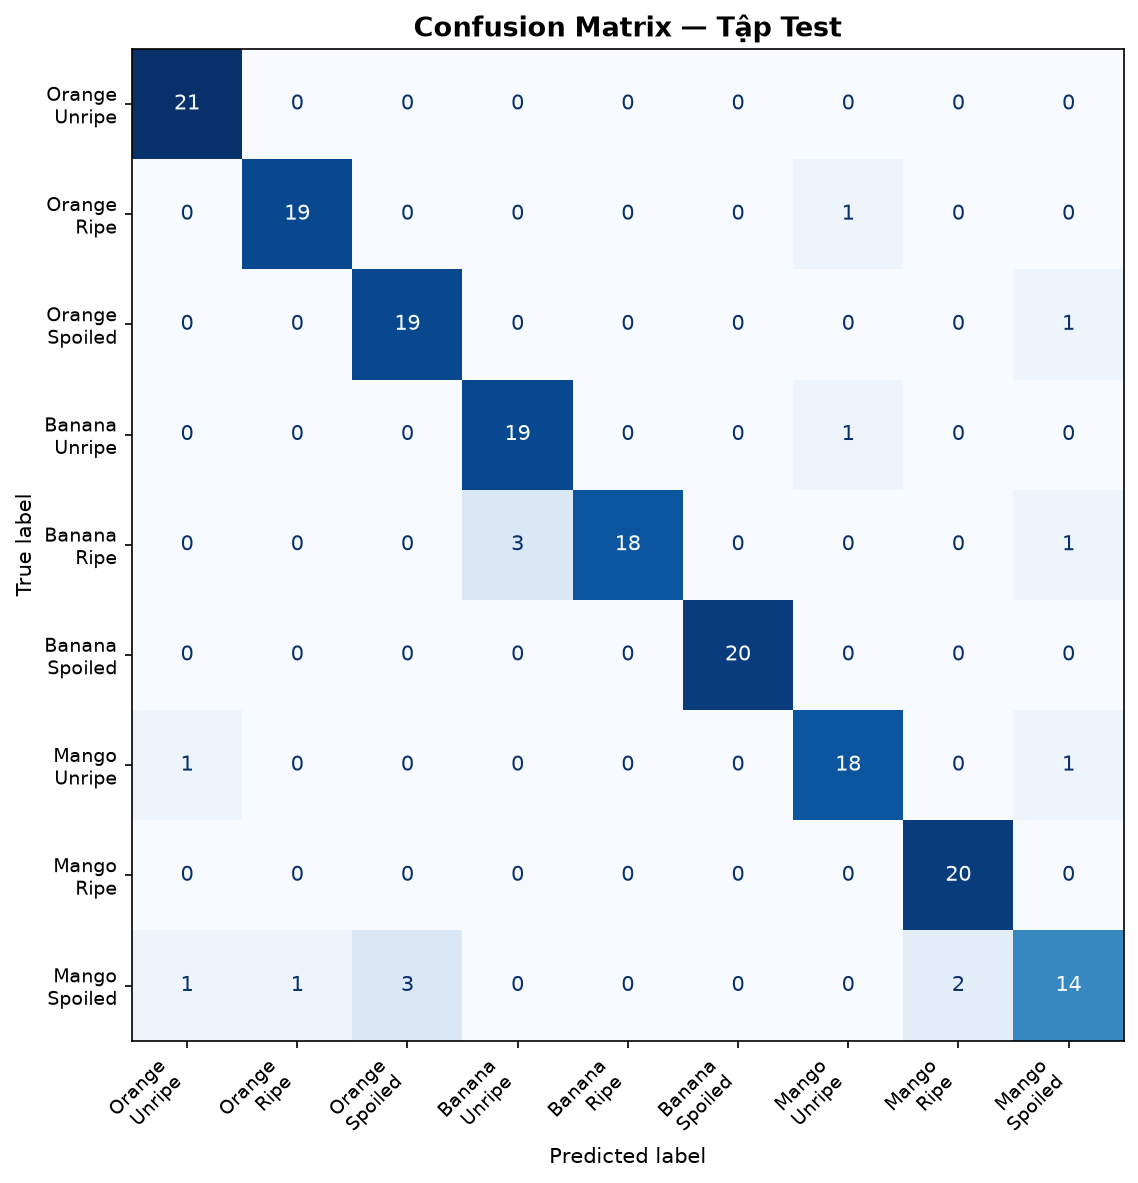 Confusion Matrix — Tập Test
True label
Orange
Unripe
21 0 0 0 0 0 0 0 0
Orange
Ripe
0 19 0 0 0 0 1 0 0
Orange
Spoiled
0 0 19 0 0 0 0 0 1
Banana
Unripe
0 0 0 19 0 0 1 0 0
Banana
Ripe
0 0 0 3 18 0 0 0 1
Banana
Spoiled
0 0 0 0 0 20 0 0 0
Mango
Unripe
1 0 0 0 0 0 18 0 1
Mango
Ripe
0 0 0 0 0 0 0 20 0
Mango
Spoiled
1 1 3 0 0 0 0 2 14
Orange
Unripe
Orange
Ripe
Orange
Spoiled
Banana
Unripe
Banana
Ripe
Banana
Spoiled
Mango
Unripe
Mango
Ripe
Mango
Spoiled
Predicted label